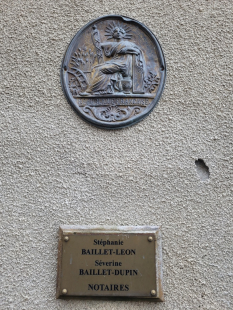 Stéphanie
BAILLET-LEON
Séverine
BAILLET-DUPIN
NOTAIRES